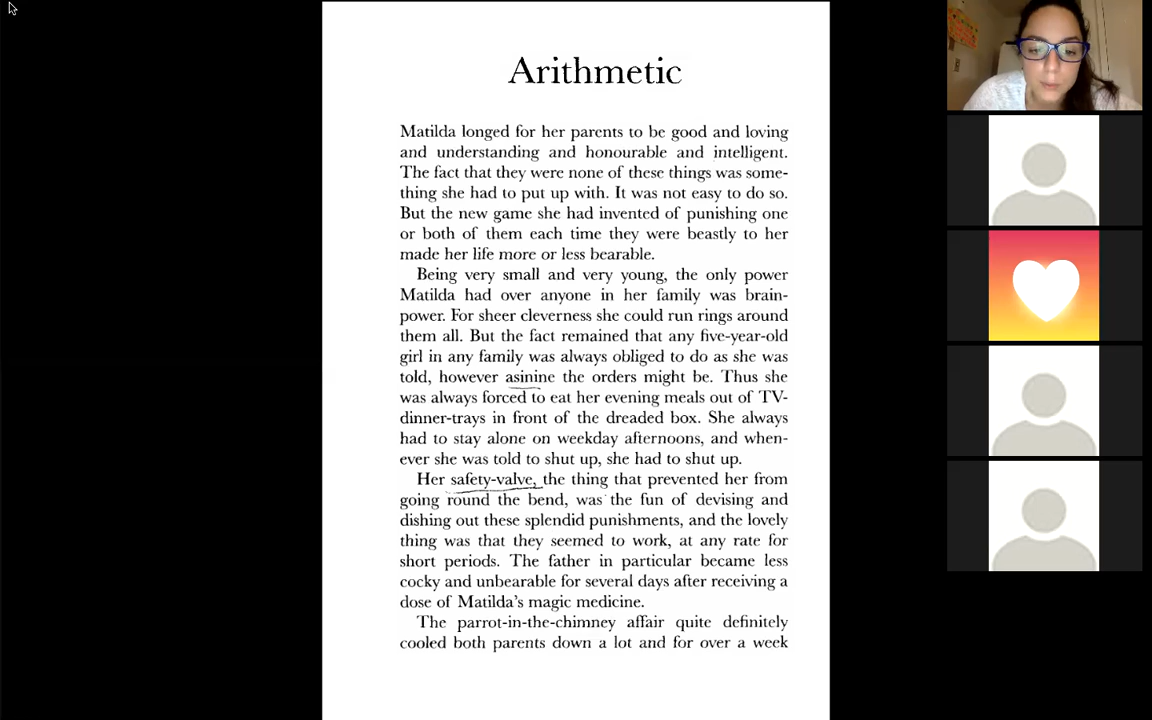 Arithmetic
Matilda longed for her parents to be good and loving
and understanding and honourable and intelligent.
The fact that they were none of these things was some-
thing she had to put up with. It was not easy to do so.
But the new game she had invented of punishing one
or both of them each time they were beastly to her
made her life more or less bearable.
Being very small and very young, the only power
Matilda had over anyone in her family was brain-
power. For sheer cleverness she could run rings around
them all. But the fact remained that any five-year-old
girl in any family was always obliged to do as she was
told, however asinine the orders might be. Thus she
was always forced to eat her evening meals out of TV-
dinner-trays in front of the dreaded box. She always
had to stay alone on weekday afternoons, and when-
ever she was told to shut up, she had to shut up.
Her safety-valve, the thing that prevented her from
going round the bend, was the fun of devising and
dishing out these splendid punishments, and the lovely
thing was that they seemed to work, at any rate for
short periods. The father in particular became less
cocky and unbearable for several days after receiving a
dose of Matilda's magic medicine.
The parrot-in-the-chimney affair quite definitely
cooled both parents down a lot and for over a week